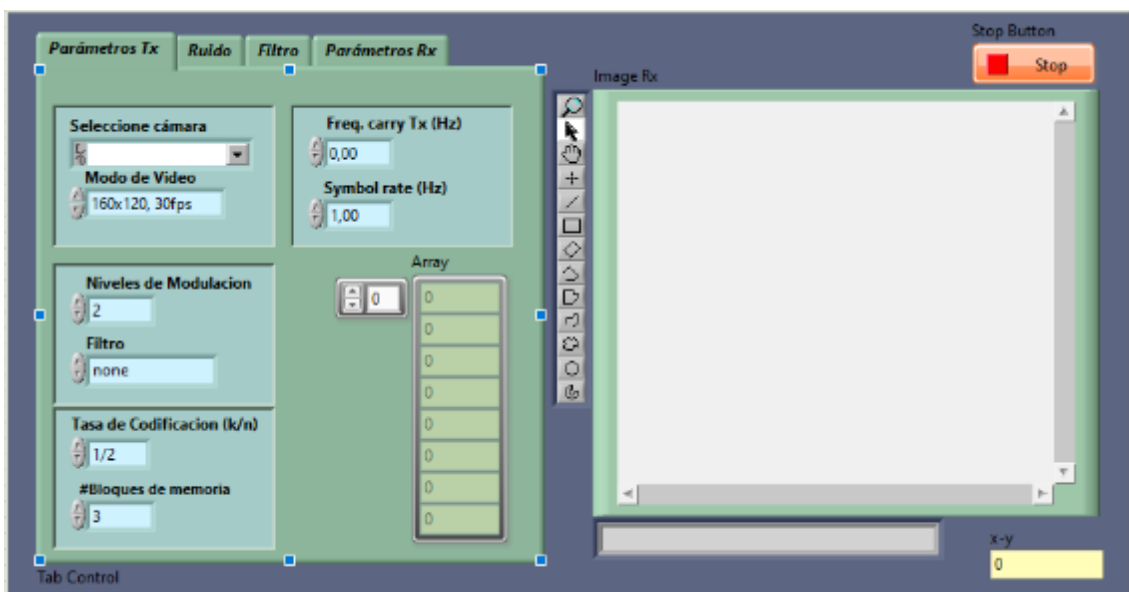 Stop Button
Parámetros Tx Ruido Filtro Parámetros Rx
Stop
Image Rx
Seleccione cámara
Modo de Video
160x120, 30fps
Freq. carry Tx (Hz)
0,00
Symbol rate (Hz)
1,00
Niveles de Modulacion
2
Filtro
none
Tasa de Codificacion (k/n)
1/2
#Bloques de memoria
3
Array
0
0
0
0
0
0
0
0
0
x-y
0
Tab Control